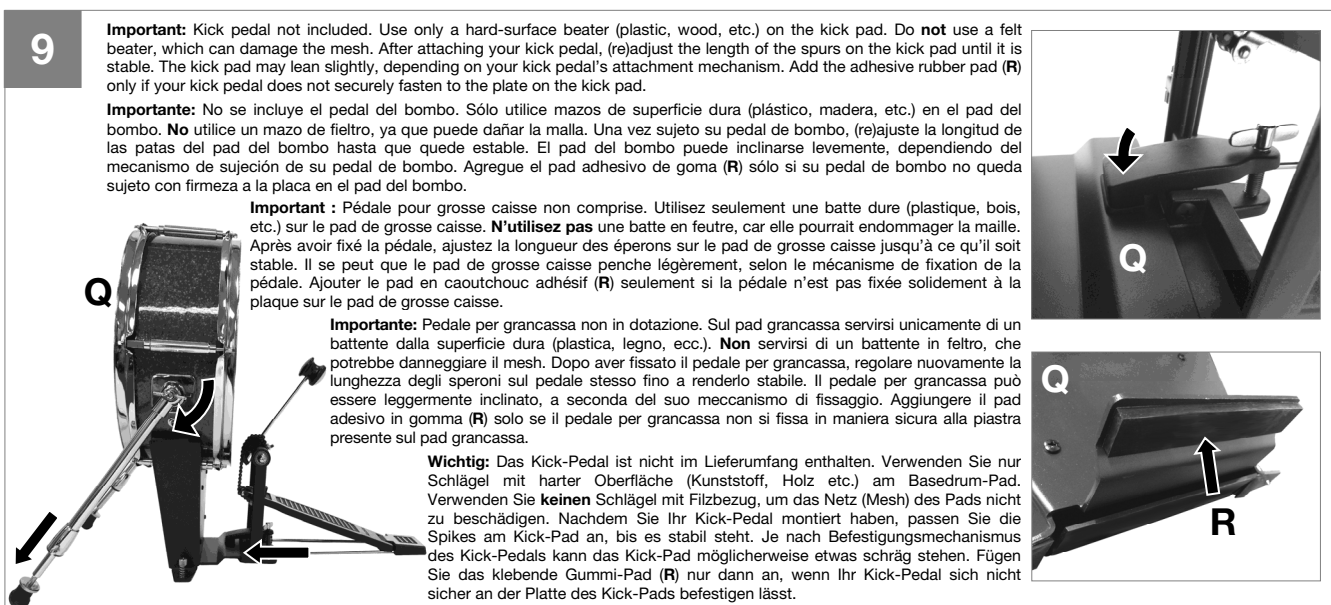 9
Important: Kick pedal not included. Use only a hard-surface beater (plastic, wood, etc.) on the kick pad. Do not use a felt
beater, which can damage the mesh. After attaching your kick pedal, (re)adjust the length of the spurs on the kick pad until it is
stable. The kick pad may lean slightly, depending on your kick pedal's attachment mechanism. Add the adhesive rubber pad (R)
only if your kick pedal does not securely fasten to the plate on the kick pad.
Importante: No se incluye el pedal del bombo. Sólo utilice mazos de superficie dura (plástico, madera, etc.) en el pad del
bombo. No utilice un mazo de fieltro, ya que puede dañar la malla. Una vez sujeto su pedal de bombo, (re)ajuste la longitud de
las patas del pad del bombo hasta que quede estable. El pad del bombo puede inclinarse levemente, dependiendo del
mecanismo de sujeción de su pedal de bombo. Agregue el pad adhesivo de goma (R) sólo si su pedal de bombo no queda
sujeto con firmeza a la placa en el pad del bombo.
Important : Pédale pour grosse caisse non comprise. Utilisez seulement une batte dure (plastique, bois,
etc.) sur le pad de grosse caisse. N'utilisez pas une batte en feutre, car elle pourrait endommager la maille.
Après avoir fixé la pédale, ajustez la longueur des éperons sur le pad de grosse caisse jusqu'à ce qu'il soit
stable. Il se peut que le pad de grosse caisse penche légèrement, selon le mécanisme de fixation de la
pédale. Ajouter le pad en caoutchouc adhésif (R) seulement si la pédale n'est pas fixée solidement à la
plaque sur le pad de grosse caisse.
Importante: Pedale per grancassa non in dotazione. Sul pad grancassa servirsi unicamente di un
battente dalla superficie dura (plastica, legno, ecc.). Non servirsi di un battente in feltro, che
potrebbe danneggiare il mesh. Dopo aver fissato il pedale per grancassa, regolare nuovamente la
lunghezza degli speroni sul pedale stesso fino a renderlo stabile. Il pedale per grancassa può
essere leggermente inclinato, a seconda del suo meccanismo di fissaggio. Aggiungere il pad
adesivo in gomma (R) solo se il pedale per grancassa non si fissa in maniera sicura alla piastra
presente sul pad grancassa.
Wichtig: Das Kick-Pedal ist nicht im Lieferumfang enthalten. Verwenden Sie nur
Schlägel mit harter Oberfläche (Kunststoff, Holz etc.) am Basedrum-Pad.
Verwenden Sie keinen Schlägel mit Filzbezug, um das Netz (Mesh) des Pads nicht
zu beschädigen. Nachdem Sie Ihr Kick-Pedal montiert haben, passen Sie die
Spikes am Kick-Pad an, bis es stabil steht. Je nach Befestigungsmechanismus
des Kick-Pedals kann das Kick-Pad möglicherweise etwas schräg stehen. Fügen
Sie das klebende Gummi-Pad (R) nur dann an, wenn Ihr Kick-Pedal sich nicht
sicher an der Platte des Kick-Pads befestigen lässt.
Q
Q
Q
R